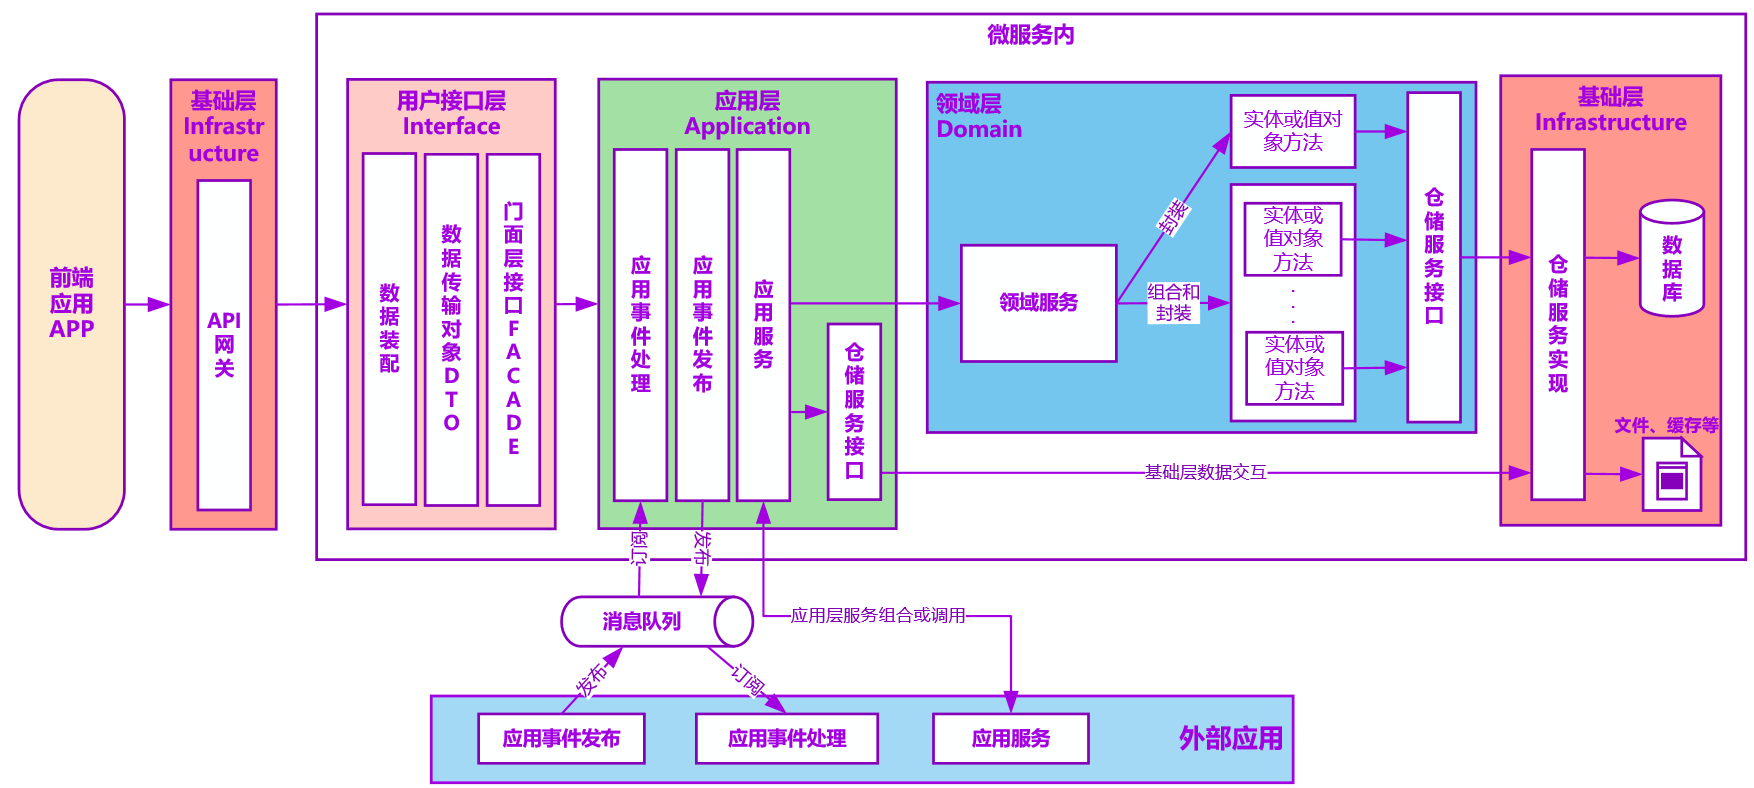 微服务内
前端
应用
APP
基础层
Infrastr
ucture
API
网
关
用户接口层
Interface
数据装配
数据传输对象DTO
门面层接口FACADE
应用层
Application
应用事件处理
应用事件发布
应用服务
仓储服务接口
领域层
Domain
领域服务
封装
组合和
封装
实体或值对
象方法
实体或
值对象
方法
.
.
.
实体或
值对象
方法
仓储服务接口
基础层
Infrastructure
仓储服务实现
数
据
库
文件、缓存等
基础层数据交互
订阅
发布
消息队列
应用层服务组合或调用
发布
订阅
应用事件发布
应用事件处理
应用服务
外部应用